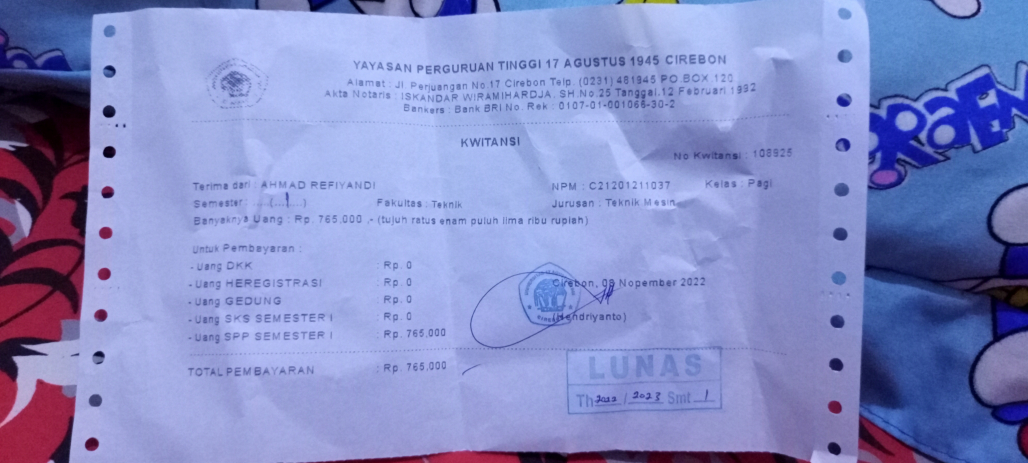 YAYASAN PERGURUAN TINGGI 17 AGUSTUS 1945 CIREBON
Alamat : Jl. Perjuangan No.17 Cirebon Telp. (0231) 481945 PO.BOX 120
Akta Notaris : ISKANDAR WIRAMIHARDJA, SH No.25 Tanggal.12 Februari 1992
Bankers : Bank BRI No. Rek : 0107-01-001066-30-2
KWITANSI
No Kwitansi : 108825
Terima dari : AHMAD REFIYANDI NPM : C21201211037 Kelas : Pagi
Semester : ....(...1...) Fakultas : Teknik Jurusan : Teknik Mesin
Banyaknya Uang : Rp. 765.000 .- (tujuh ratus enam puluh lima ribu rupiah)
Untuk Pembayaran :
- Uang DKK : Rp. 0
- Uang HEREGISTRASI : Rp. 0 Cirebon, 08 Nopember 2022
- Uang GEDUNG : Rp. 0
- Uang SKS SEMESTER I : Rp. 0 (Hendriyanto)
- Uang SPP SEMESTER I : Rp. 765,000
TOTAL PEMBAYARAN : Rp. 765,000
LUNAS
Th 2022 / 2023 Smt 1
DORAEM